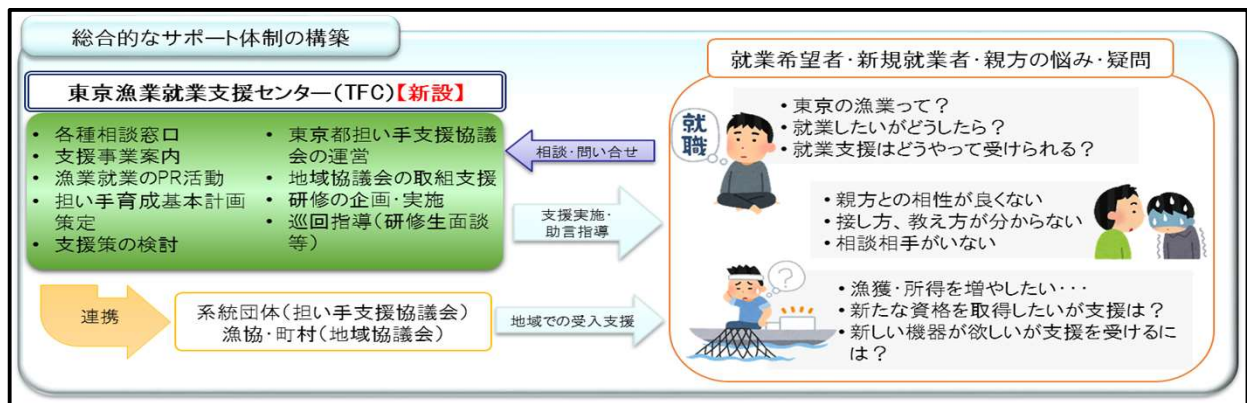 総合的なサポート体制の構築
東京漁業就業支援センター(TFC)【新設】
• 各種相談窓口
• 支援事業案内
• 漁業就業のPR活動
• 担い手育成基本計画
策定
• 支援策の検討
• 東京都担い手支援協議
会の運営
• 地域協議会の取組支援
• 研修の企画・実施
• 巡回指導(研修生面談
等)
相談・問い合せ
支援実施・
助言指導
連携
系統団体(担い手支援協議会)
漁協・町村(地域協議会)
地域での受入支援
就業希望者・新規就業者・親方の悩み・疑問
就職
• 東京の漁業って?
• 就業したいがどうしたら?
• 就業支援はどうやって受けられる?
• 親方との相性が良くない
• 接し方、教え方が分からない
• 相談相手がいない
?
• 漁獲・所得を増やしたい・・・
• 新たな資格を取得したいが支援は?
• 新しい機器が欲しいが支援を受けるに
は?